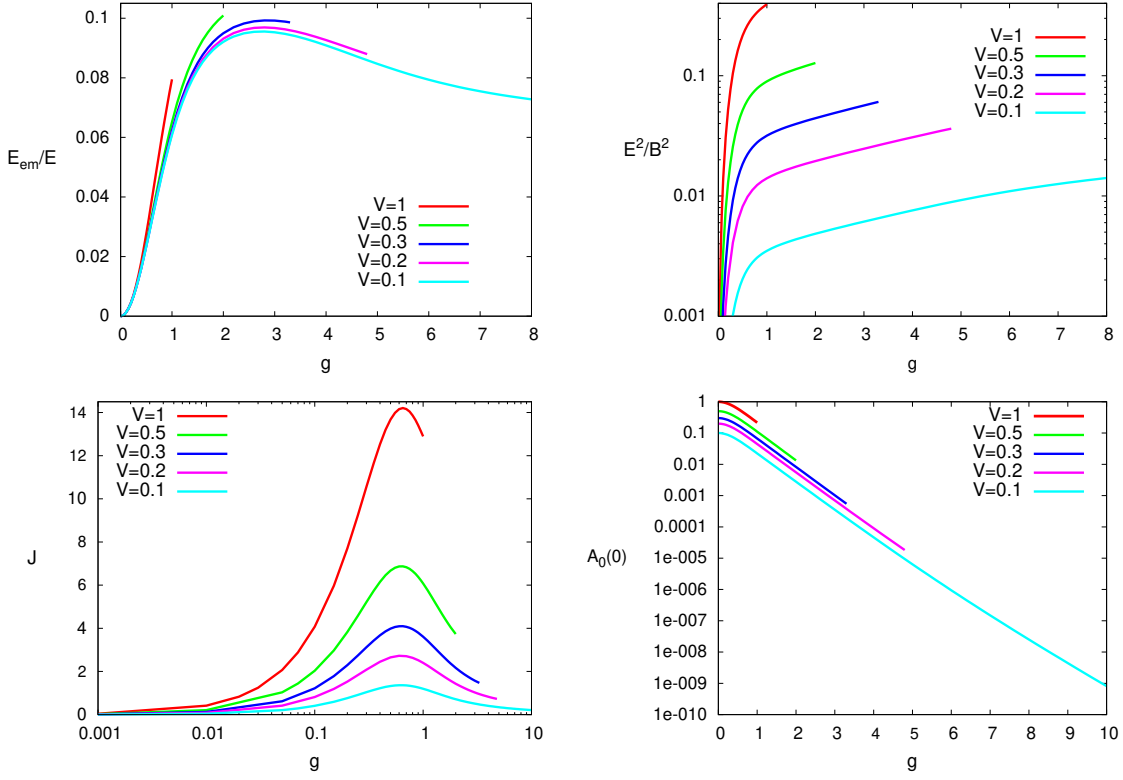 0.1
0.08
0.06
0.04
0.02
0
E_em/E
V=1
V=0.5
V=0.3
V=0.2
V=0.1
0 1 2 3 4 5 6 7 8
g
0.1
0.01
0.001
E^2/B^2
V=1
V=0.5
V=0.3
V=0.2
V=0.1
0 1 2 3 4 5 6 7 8
g
14
12
10
8
6
4
2
0
J
V=1
V=0.5
V=0.3
V=0.2
V=0.1
0.001 0.01 0.1 1 10
g
1
0.1
0.01
0.001
0.0001
1e-005
1e-006
1e-007
1e-008
1e-009
1e-010
A_0(0)
V=1
V=0.5
V=0.3
V=0.2
V=0.1
0 1 2 3 4 5 6 7 8 9 10
g